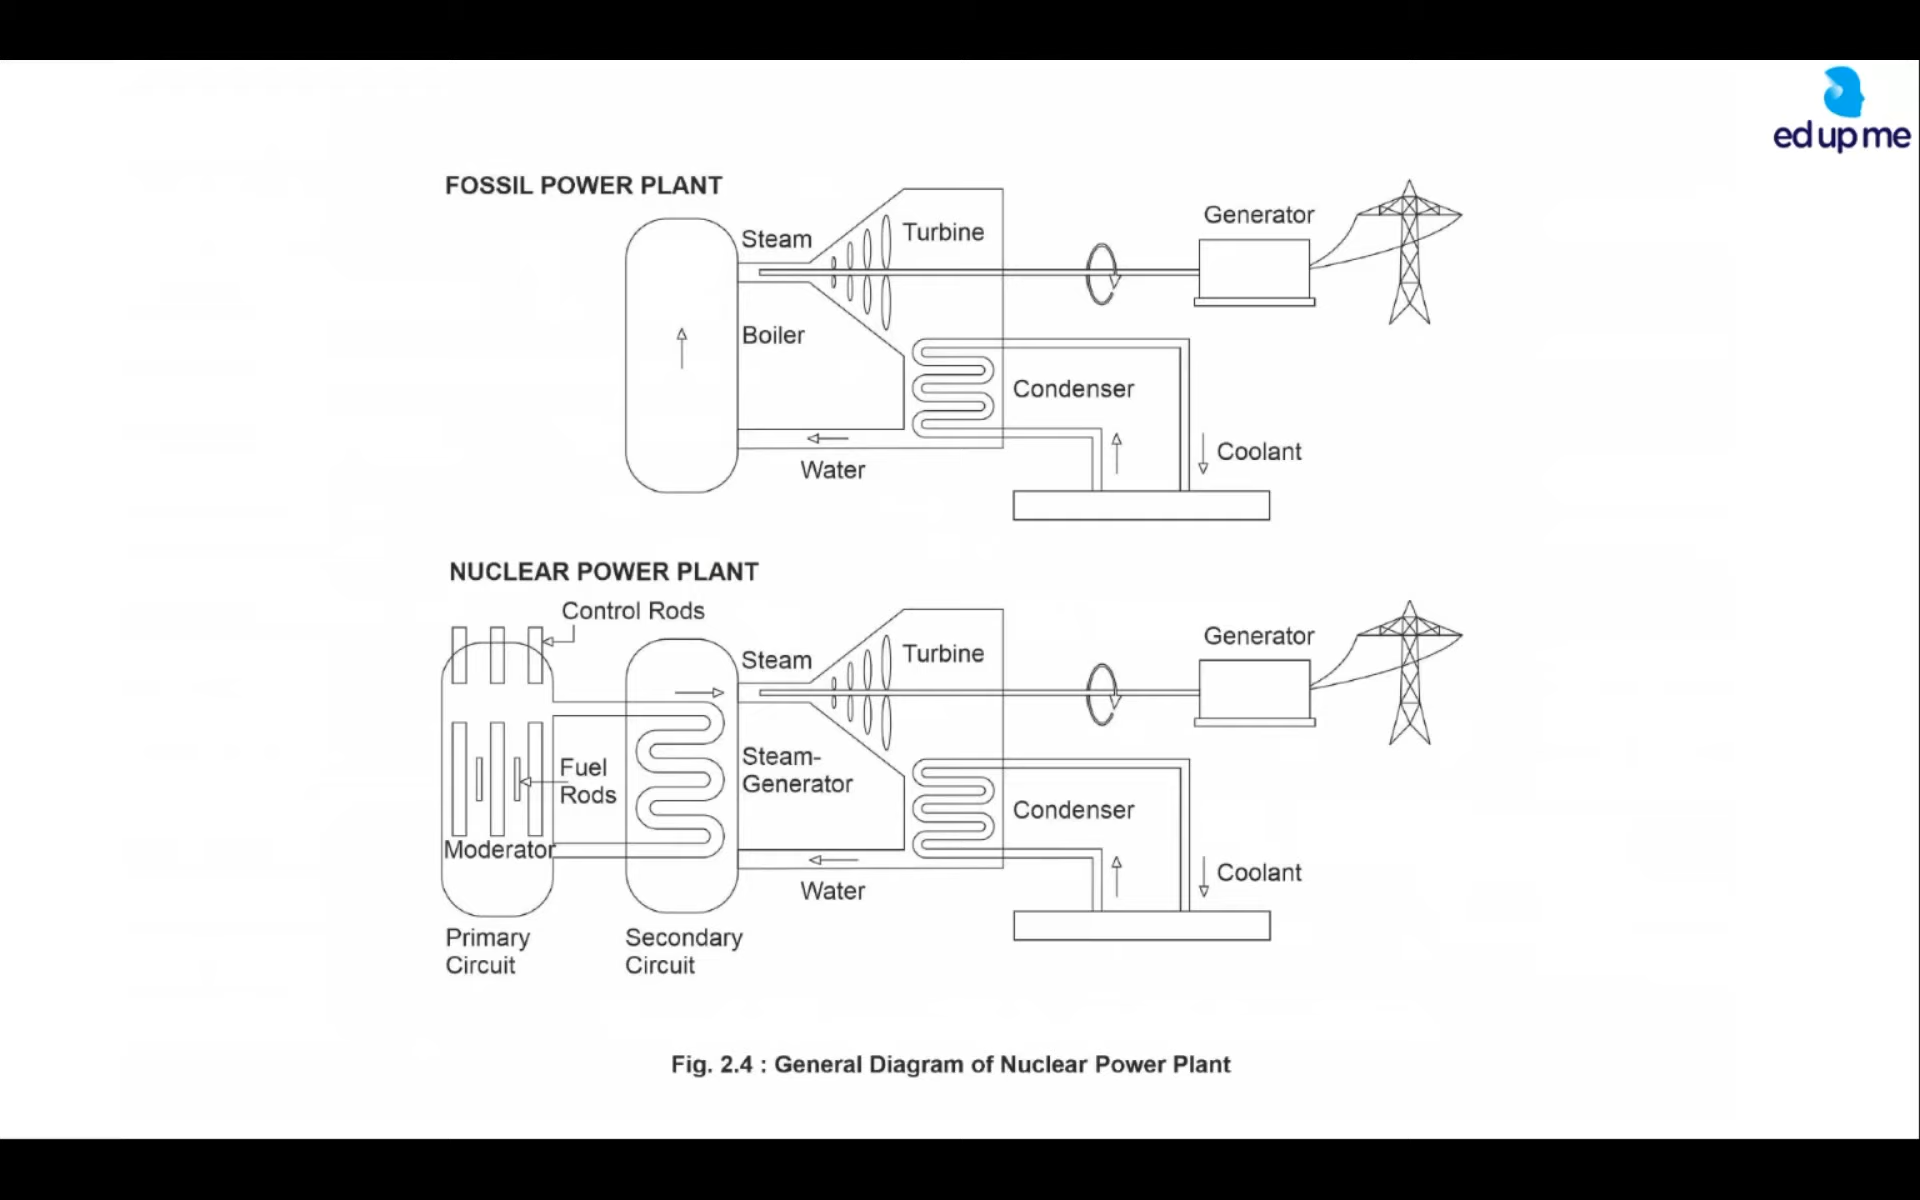 ed up me
FOSSIL POWER PLANT
Steam
Turbine
Generator
Boiler
Condenser
Water
Coolant
NUCLEAR POWER PLANT
Control Rods
Steam
Turbine
Generator
Fuel
Rods
Steam-
Generator
Condenser
Moderator
Water
Coolant
Primary
Circuit
Secondary
Circuit
Fig. 2.4 : General Diagram of Nuclear Power Plant